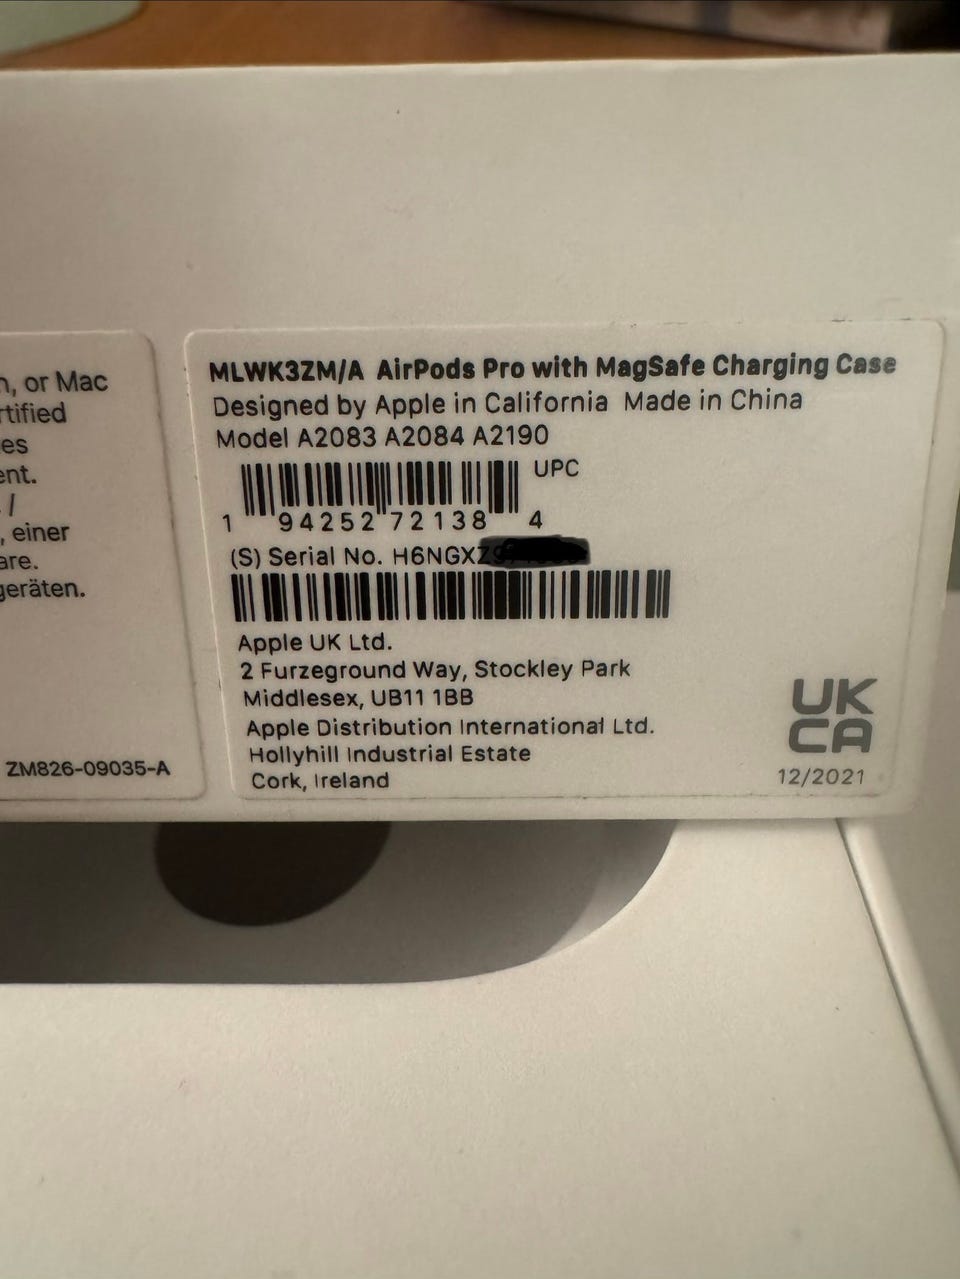 n, or Mac
rtified
es
ent.
/
, einer
are.
geräten.
ZM826-09035-A
MLWK3ZM/A AirPods Pro with MagSafe Charging Case
Designed by Apple in California Made in China
Model A2083 A2084 A2190
UPC
1 94252 72138 4
(S) Serial No. H6NGX
Apple UK Ltd.
2 Furzeground Way, Stockley Park
Middlesex, UB11 1BB
Apple Distribution International Ltd.
Hollyhill Industrial Estate
Cork, Ireland
UK
CA
12/2021